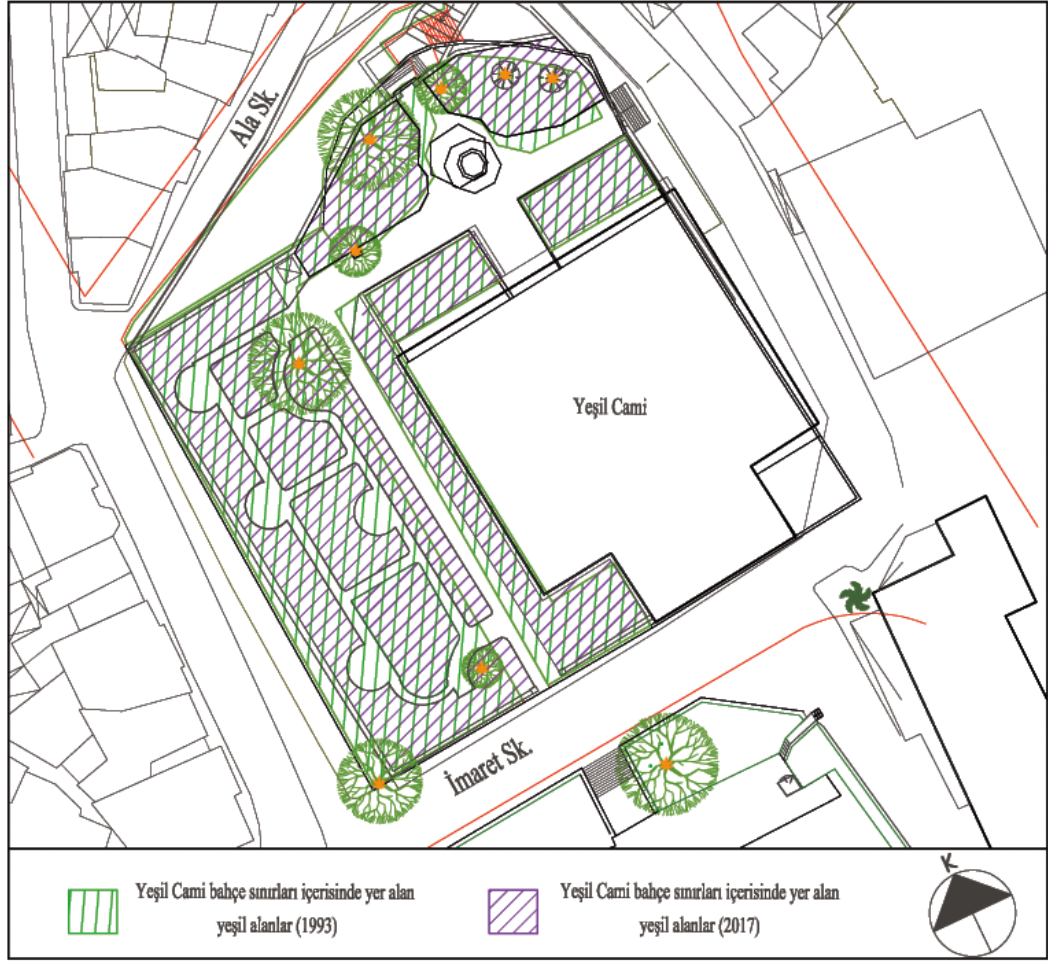 Ala Sk.
Yeşil Cami
İmaret Sk.
Yeşil Cami bahçe sınırları içerisinde yer alan
yeşil alanlar (1993)
Yeşil Cami bahçe sınırları içerisinde yer alan
yeşil alanlar (2017)
K